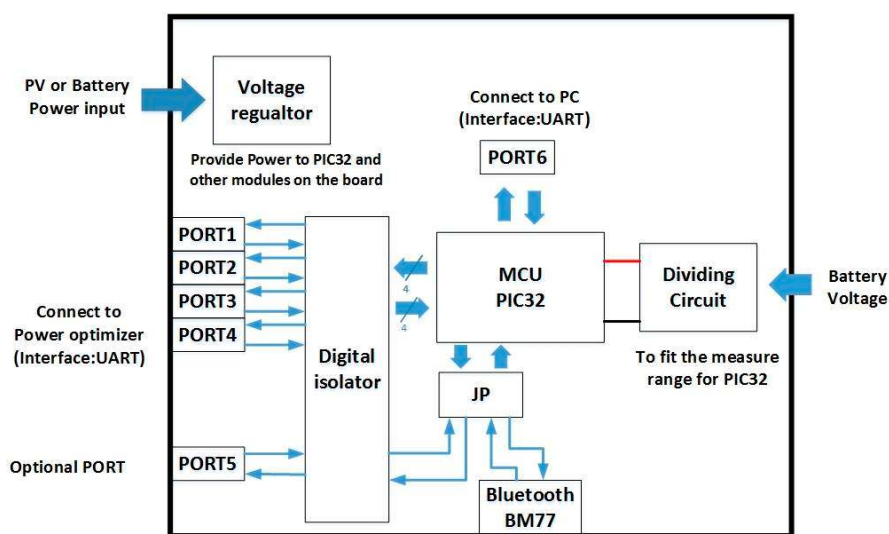 PV or Battery
Power input
Voltage
regualtor
Provide Power to PIC32 and
other modules on the board
Connect to PC
(Interface:UART)
PORT6
PORT1
PORT2
PORT3
PORT4
Connect to
Power optimizer
(Interface:UART)
Digital
isolator
4
4
MCU
PIC32
Dividing
Circuit
Battery
Voltage
To fit the measure
range for PIC32
JP
Optional PORT
PORT5
Bluetooth
BM77